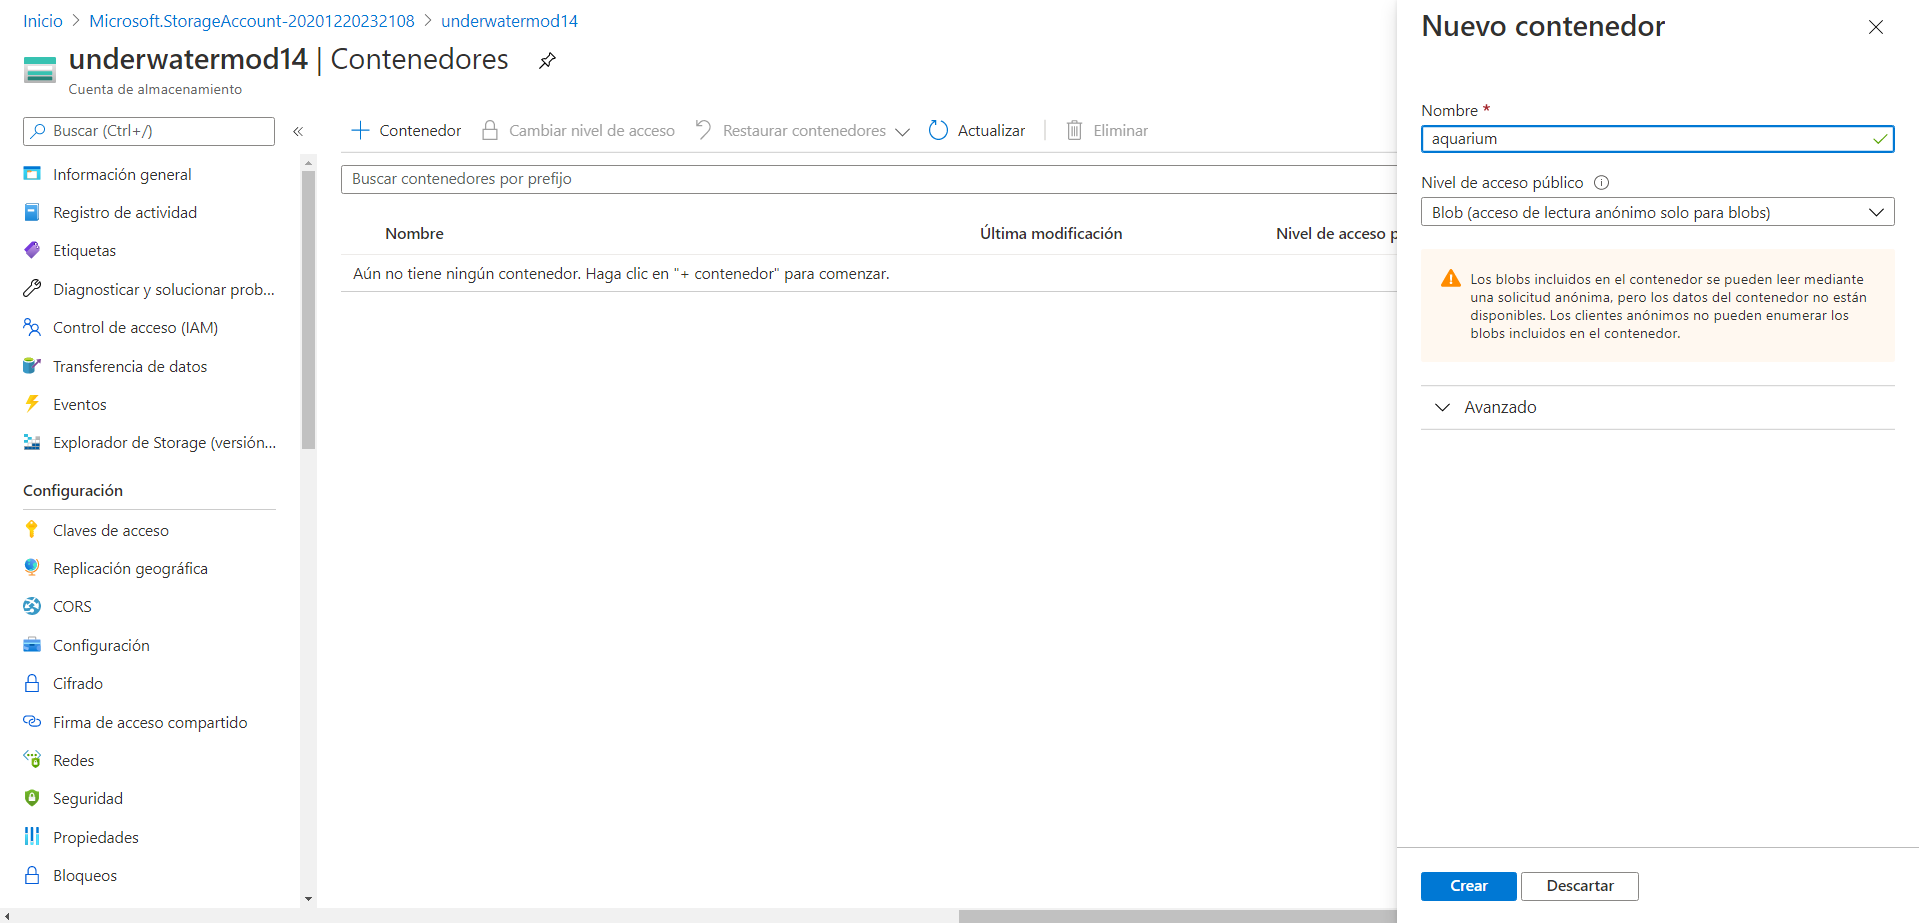 Inicio > Microsoft.StorageAccount-20201220232108 > underwatermod14
underwatermod14 | Contenedores
Cuenta de almacenamiento
Buscar (Ctrl+/)
«
Información general
Registro de actividad
Etiquetas
Diagnosticar y solucionar prob...
Control de acceso (IAM)
Transferencia de datos
Eventos
Explorador de Storage (versión...
Configuración
Claves de acceso
Replicación geográfica
CORS
Configuración
Cifrado
Firma de acceso compartido
Redes
Seguridad
Propiedades
Bloqueos
+ Contenedor Cambiar nivel de acceso Restaurar contenedores Actualizar | Eliminar
Buscar contenedores por prefijo
Nombre Última modificación Nivel de acceso p
Aún no tiene ningún contenedor. Haga clic en "+ contenedor" para comenzar.
Nuevo contenedor
Nombre *
aquarium
Nivel de acceso público
Blob (acceso de lectura anónimo solo para blobs)
Los blobs incluidos en el contenedor se pueden leer mediante
una solicitud anónima, pero los datos del contenedor no están
disponibles. Los clientes anónimos no pueden enumerar los
blobs incluidos en el contenedor.
Avanzado
Crear Descartar